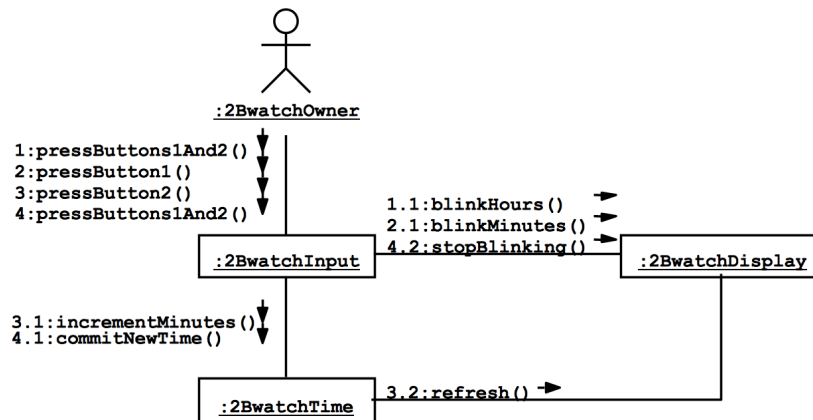 :2BwatchOwner
1:pressButtons1And2()
2:pressButton1()
3:pressButton2()
4:pressButtons1And2()
1.1:blinkHours()
2.1:blinkMinutes()
4.2:stopBlinking()
:2BwatchInput
:2BwatchDisplay
3.1:incrementMinutes()
4.1:commitNewTime()
3.2:refresh()
:2BwatchTime